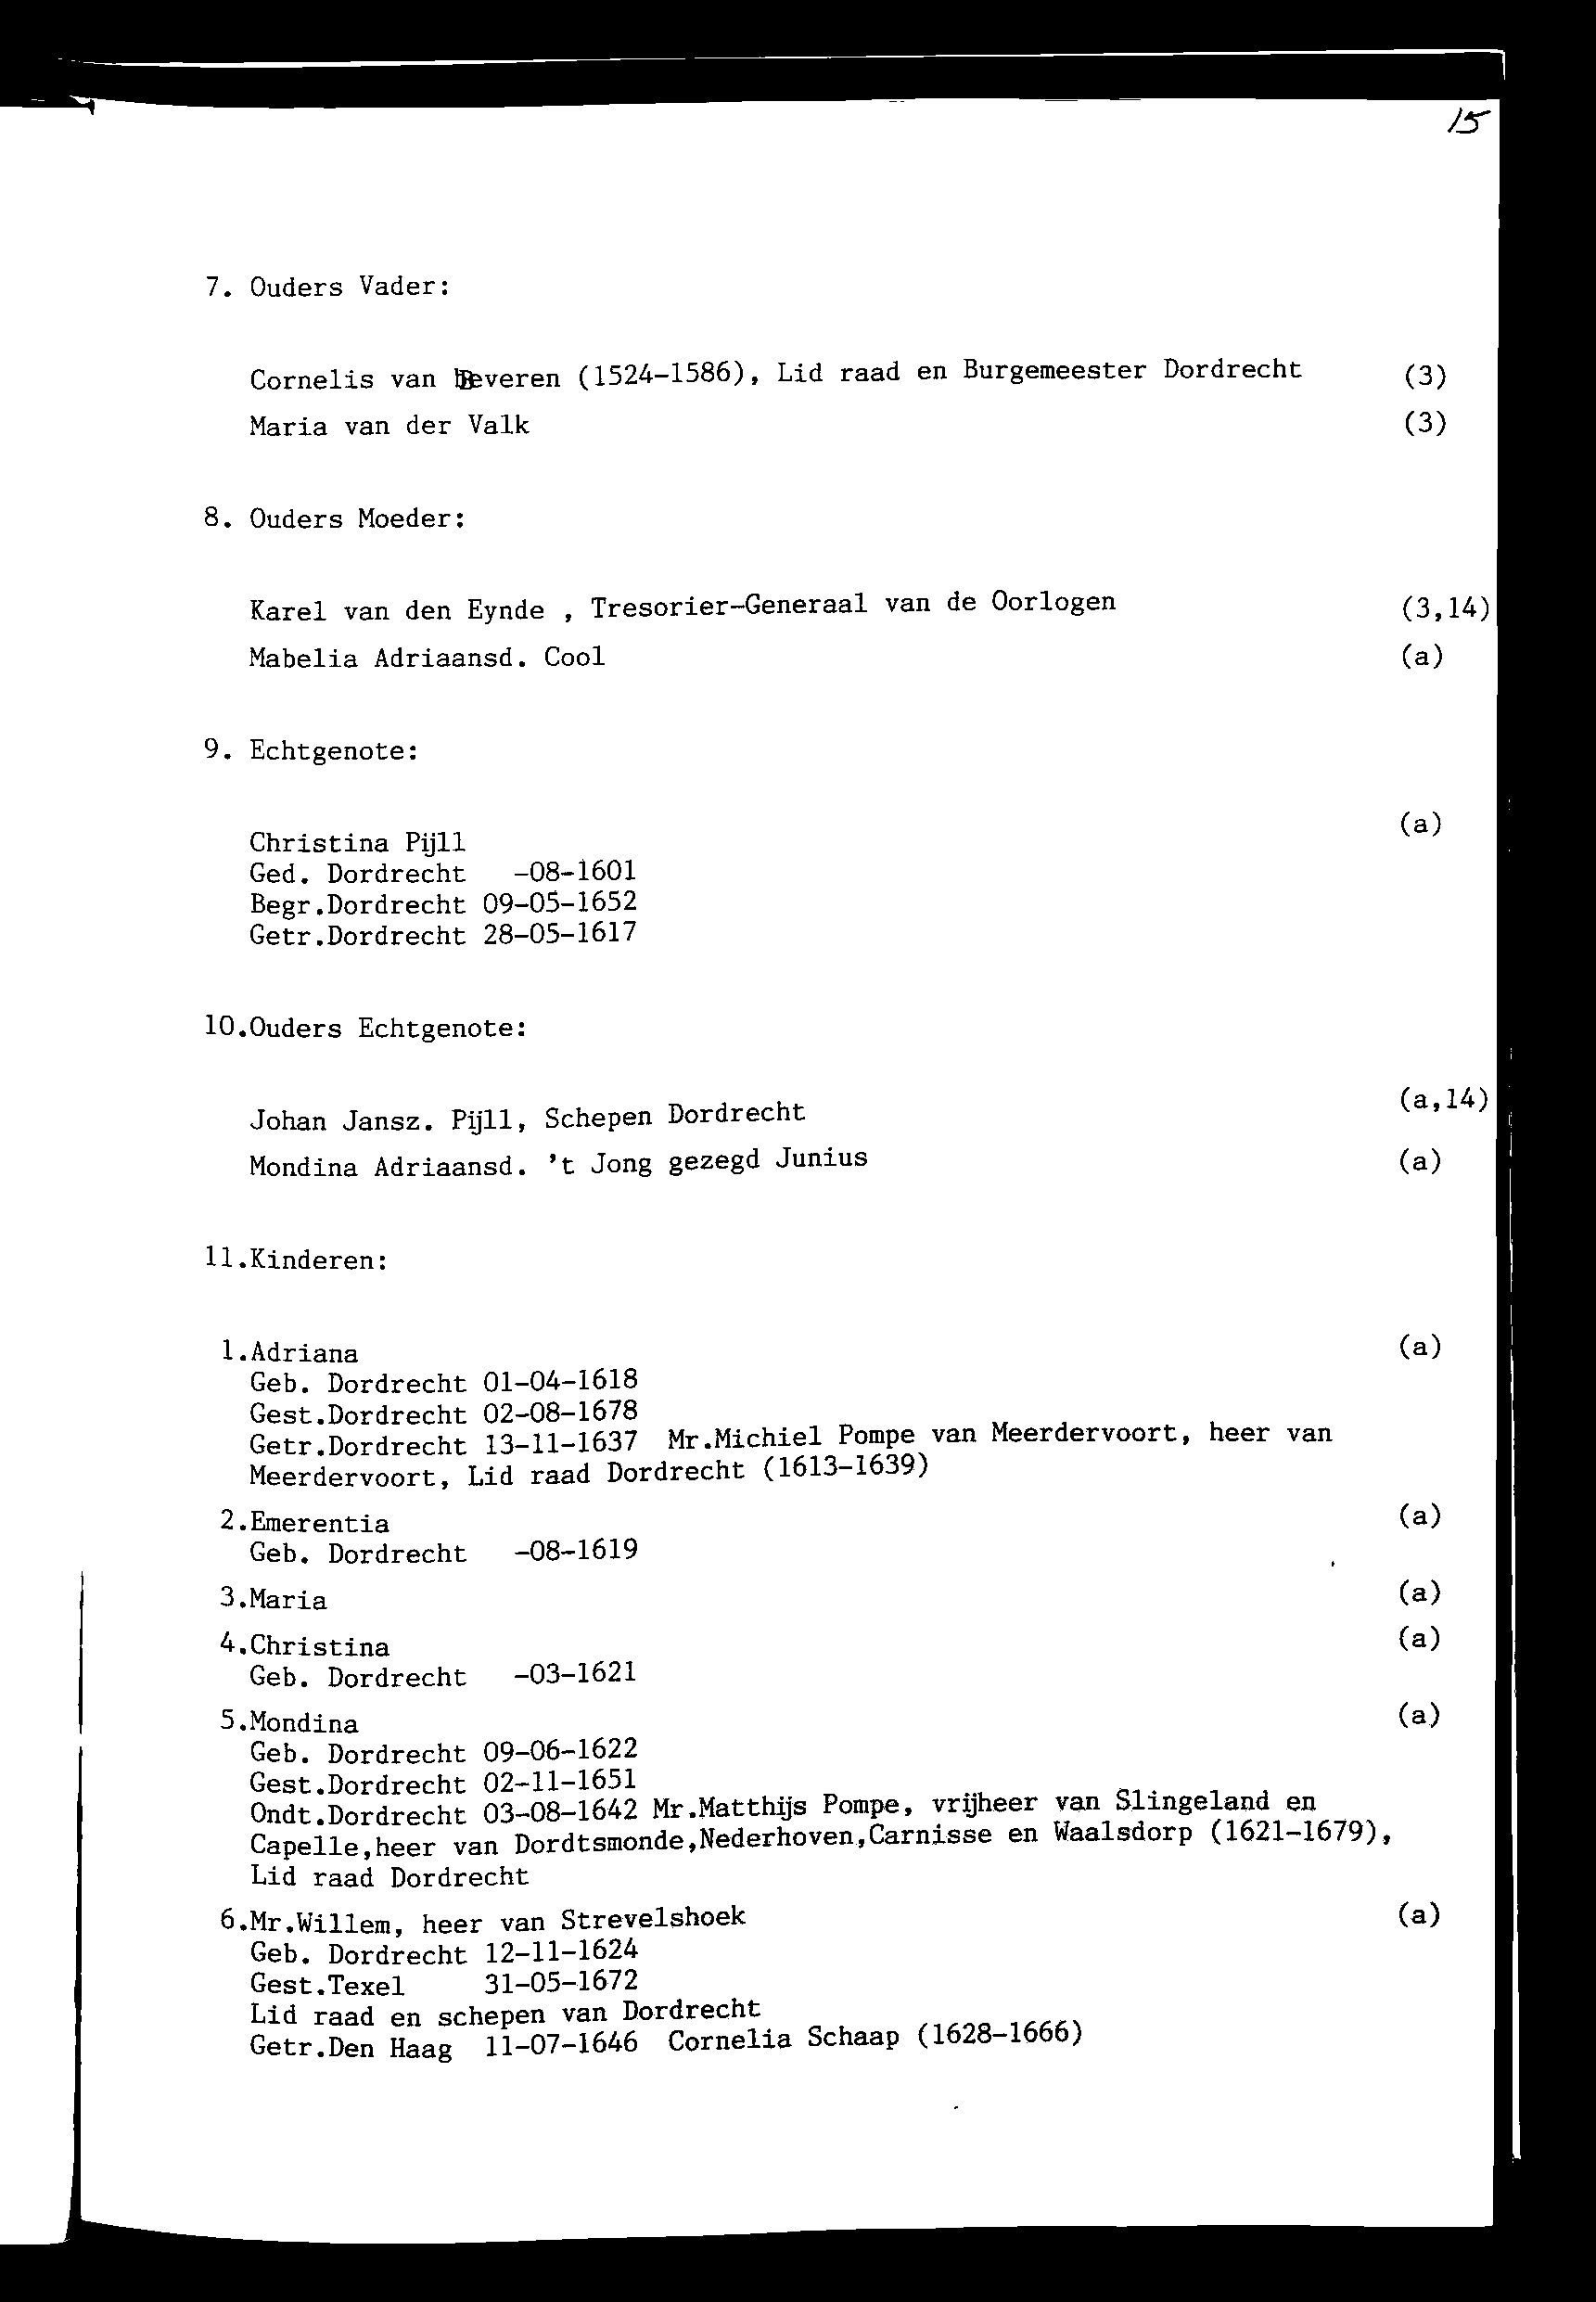 15
7. Ouders Vader:
Cornelis van Beveren (1524-1586), Lid raad en Burgemeester Dordrecht (3)
Maria van der Valk (3)
8. Ouders Moeder:
Karel van den Eynde , Tresorier-Generaal van de Oorlogen (3,14)
Mabelia Adriaansd. Cool (a)
9. Echtgenote:
Christina Pijll (a)
Ged. Dordrecht -08-1601
Begr.Dordrecht 09-05-1652
Getr.Dordrecht 28-05-1617
10.Ouders Echtgenote:
Johan Jansz. Pijll, Schepen Dordrecht (a,14)
Mondina Adriaansd. 't Jong gezegd Junius (a)
11.Kinderen:
1.Adriana (a)
Geb. Dordrecht 01-04-1618
Gest.Dordrecht 02-08-1678
Getr.Dordrecht 13-11-1637 Mr.Michiel Pompe van Meerdervoort, heer van
Meerdervoort, Lid raad Dordrecht (1613-1639)
2.Emerentia (a)
Geb. Dordrecht -08-1619
3.Maria (a)
4.Christina (a)
Geb. Dordrecht -03-1621
5.Mondina (a)
Geb. Dordrecht 09-06-1622
Gest.Dordrecht 02-11-1651
Ondt.Dordrecht 03-08-1642 Mr.Matthijs Pompe, vrijheer van Slingeland en
Capelle,heer van Dordtsmonde,Nederhoven,Carnisse en Waalsdorp (1621-1679),
Lid raad Dordrecht
6.Mr.Willem, heer van Strevelshoek (a)
Geb. Dordrecht 12-11-1624
Gest.Texel 31-05-1672
Lid raad en schepen van Dordrecht
Getr.Den Haag 11-07-1646 Cornelia Schaap (1628-1666)